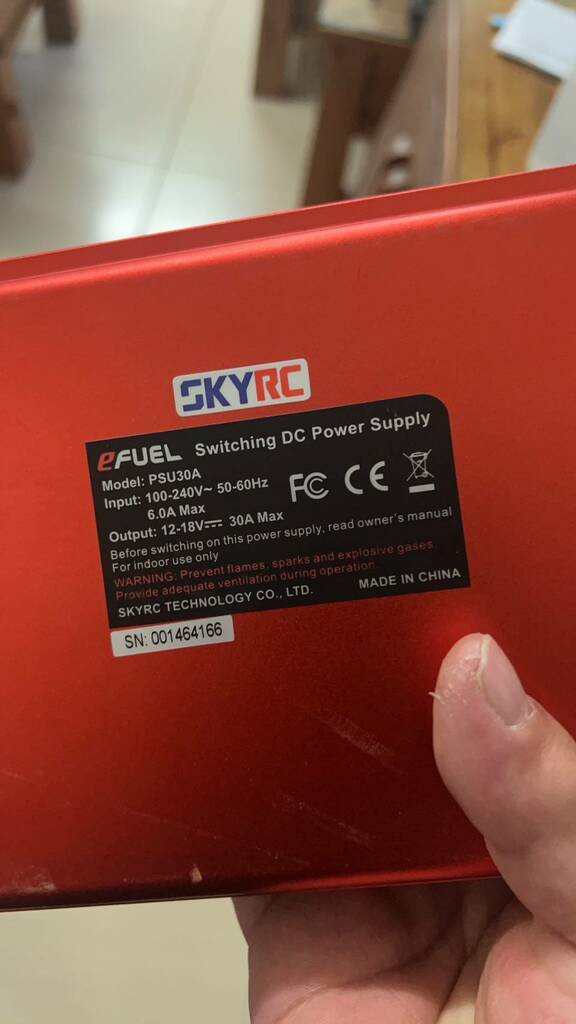 SKYRC
eFUEL Switching DC Power Supply
Model: PSU30A
Input: 100-240V~ 50-60Hz
6.0A Max
Output: 12-18V⎓ 30A Max
FC CE
Before switching on this power supply, read owner's manual
For indoor use only
WARNING: Prevent flames, sparks and explosive gases
Provide adequate ventilation during operation.
SKYRC TECHNOLOGY CO., LTD. MADE IN CHINA
SN: 001464166